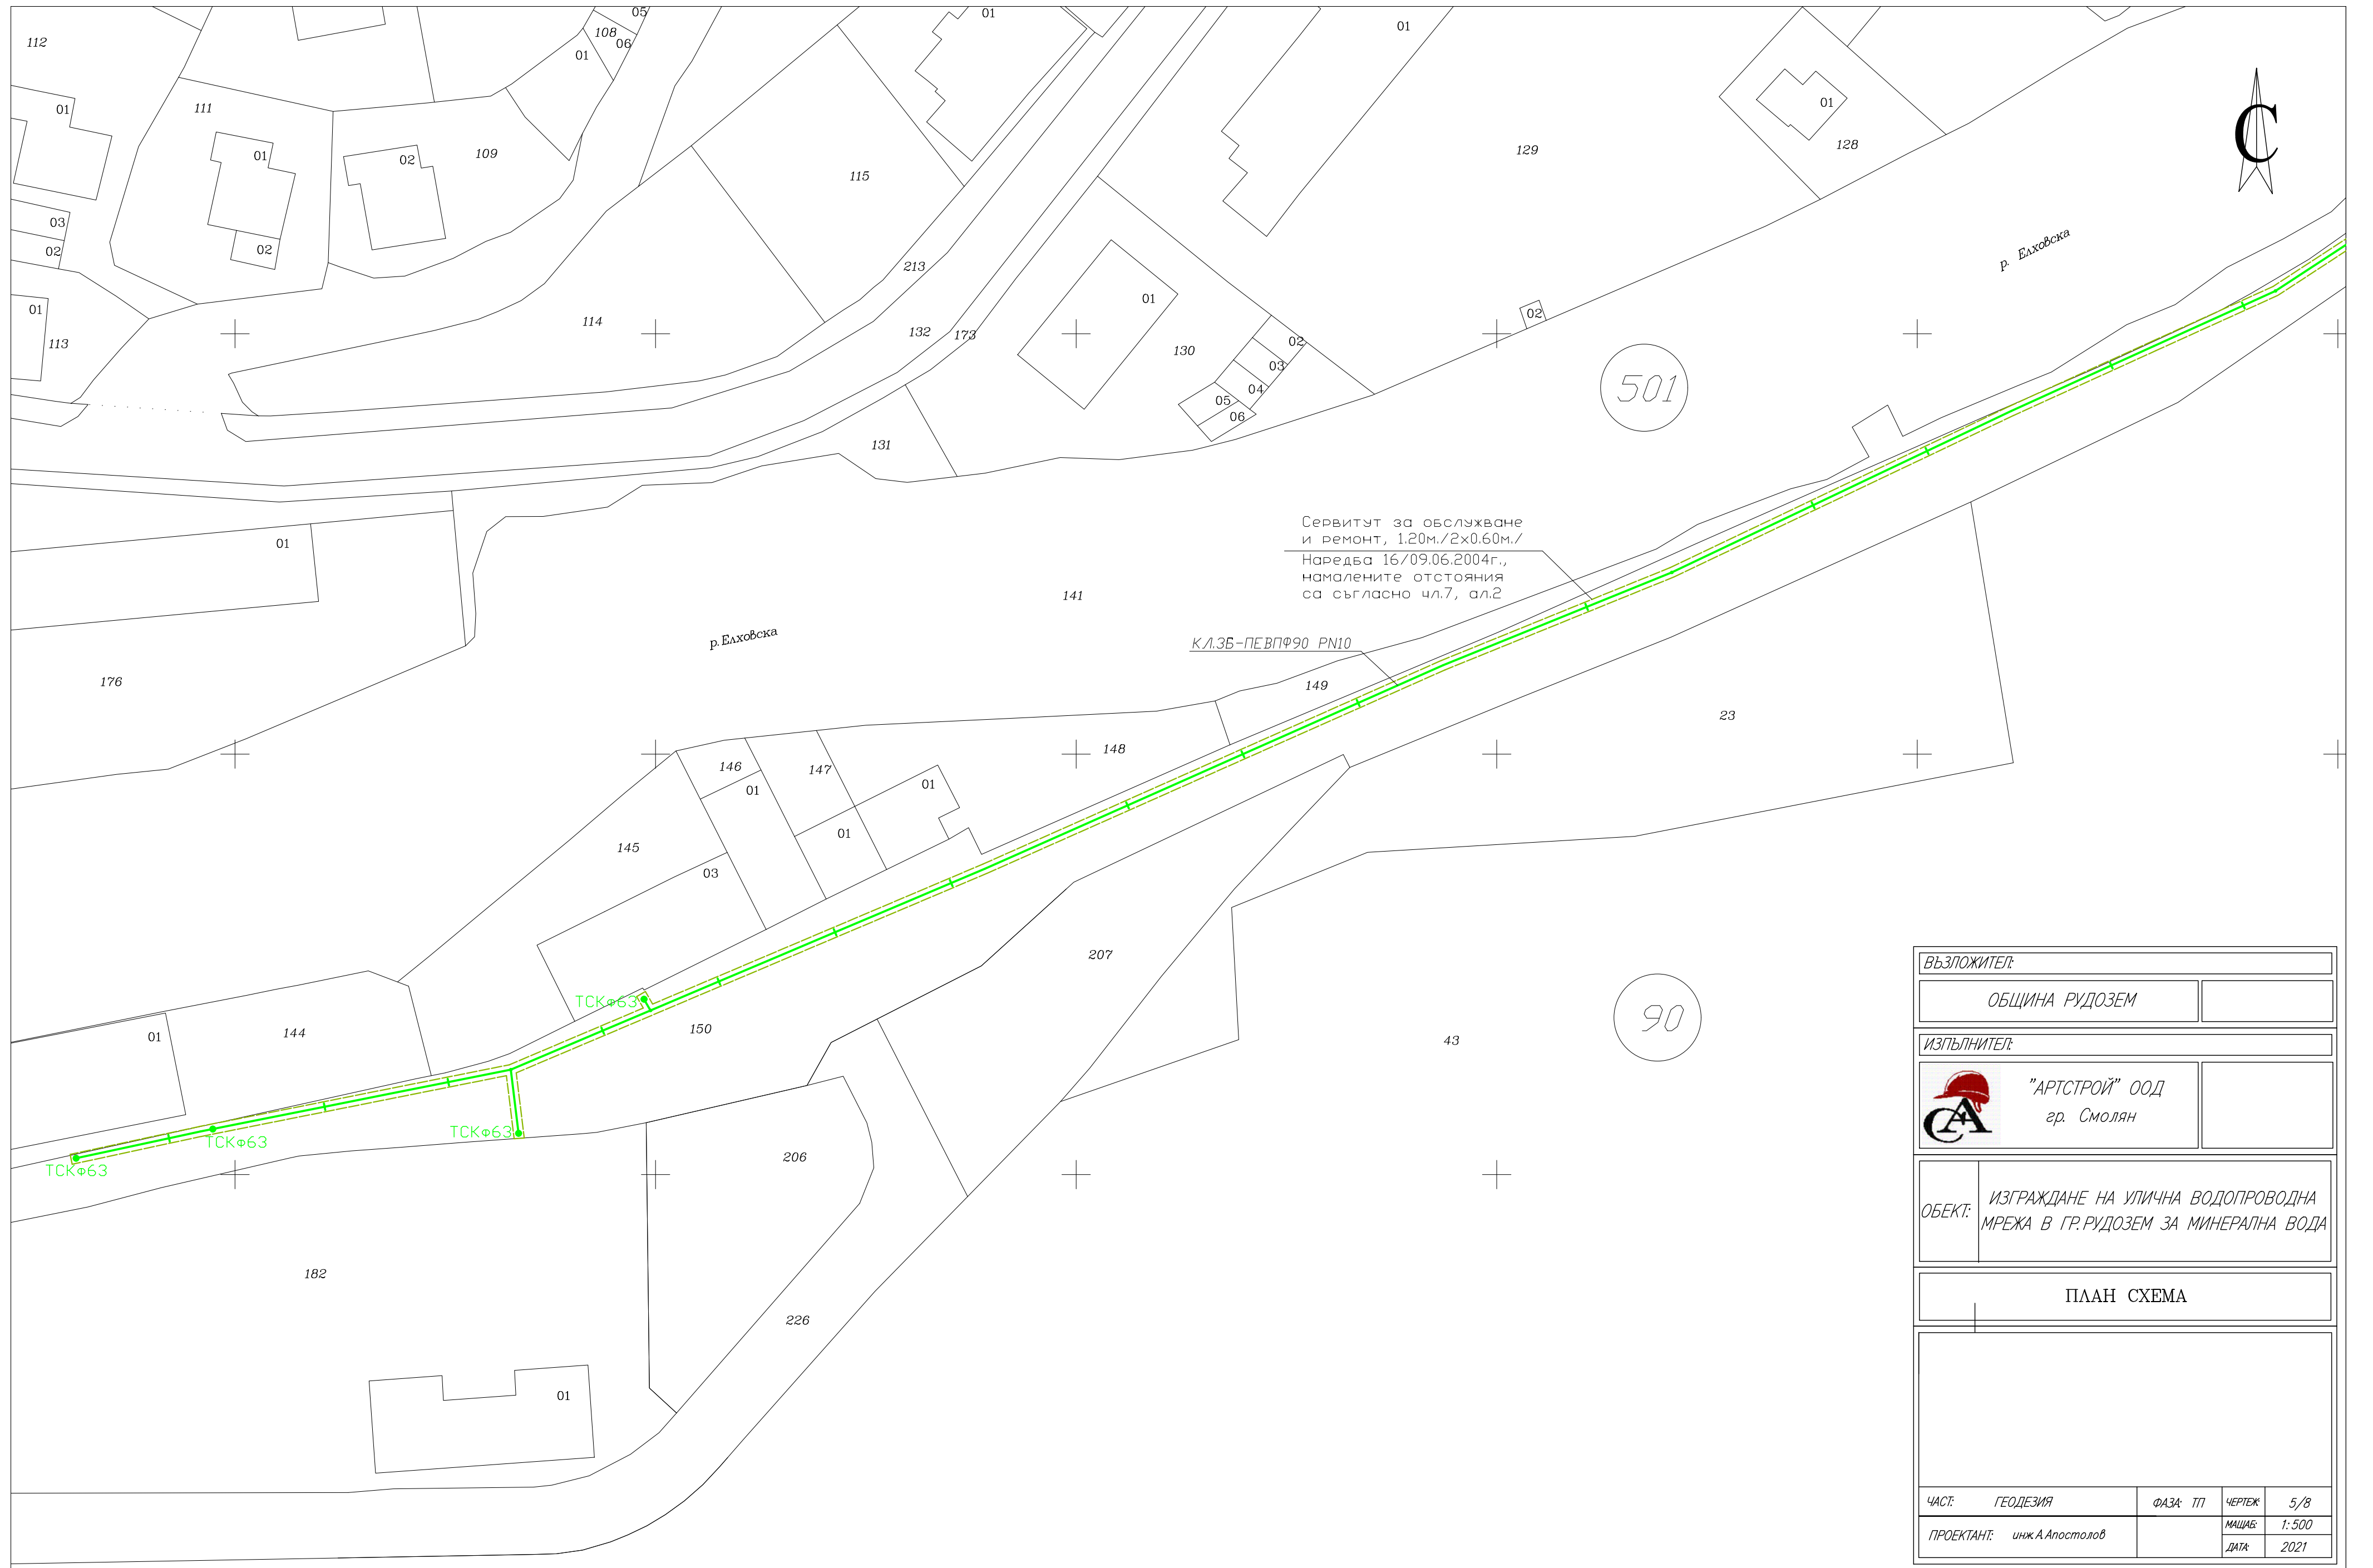 112
01
111
01
02
03
02
01
113
02
109
108
05
06
01
01
115
114
213
132
173
131
01
130
02
03
04
05
06
01
129
02
01
128
С
р. Елховска
501
01
176
141
р.Елховска
Сервитут за обслужване
и ремонт, 1.20м./2x0.60м./
Наредба 16/09.06.2004г.,
намалените отстояния
са съгласно чл.7, ал.2
КЛ.3Б-ПЕВПФ90 PN10
149
148
23
146
147
01
01
01
145
03
207
90
43
ТСКф63
150
01
144
ТСКф63
ТСКф63
ТСКф63
206
182
226
01
ВЪЗЛОЖИТЕЛ:
ОБЩИНА РУДОЗЕМ
ИЗПЪЛНИТЕЛ:
"АРТСТРОЙ" ООД
гр. Смолян
ОБЕКТ:
ИЗГРАЖДАНЕ НА УЛИЧНА ВОДОПРОВОДНА
МРЕЖА В ГР.РУДОЗЕМ ЗА МИНЕРАЛНА ВОДА
ПЛАН СХЕМА
ЧАСТ: ГЕОДЕЗИЯ
ФАЗА: ТП
ЧЕРТЕЖ: 5/8
ПРОЕКТАНТ: инж.А.Апостолов
МАЩАБ: 1:500
ДАТА: 2021